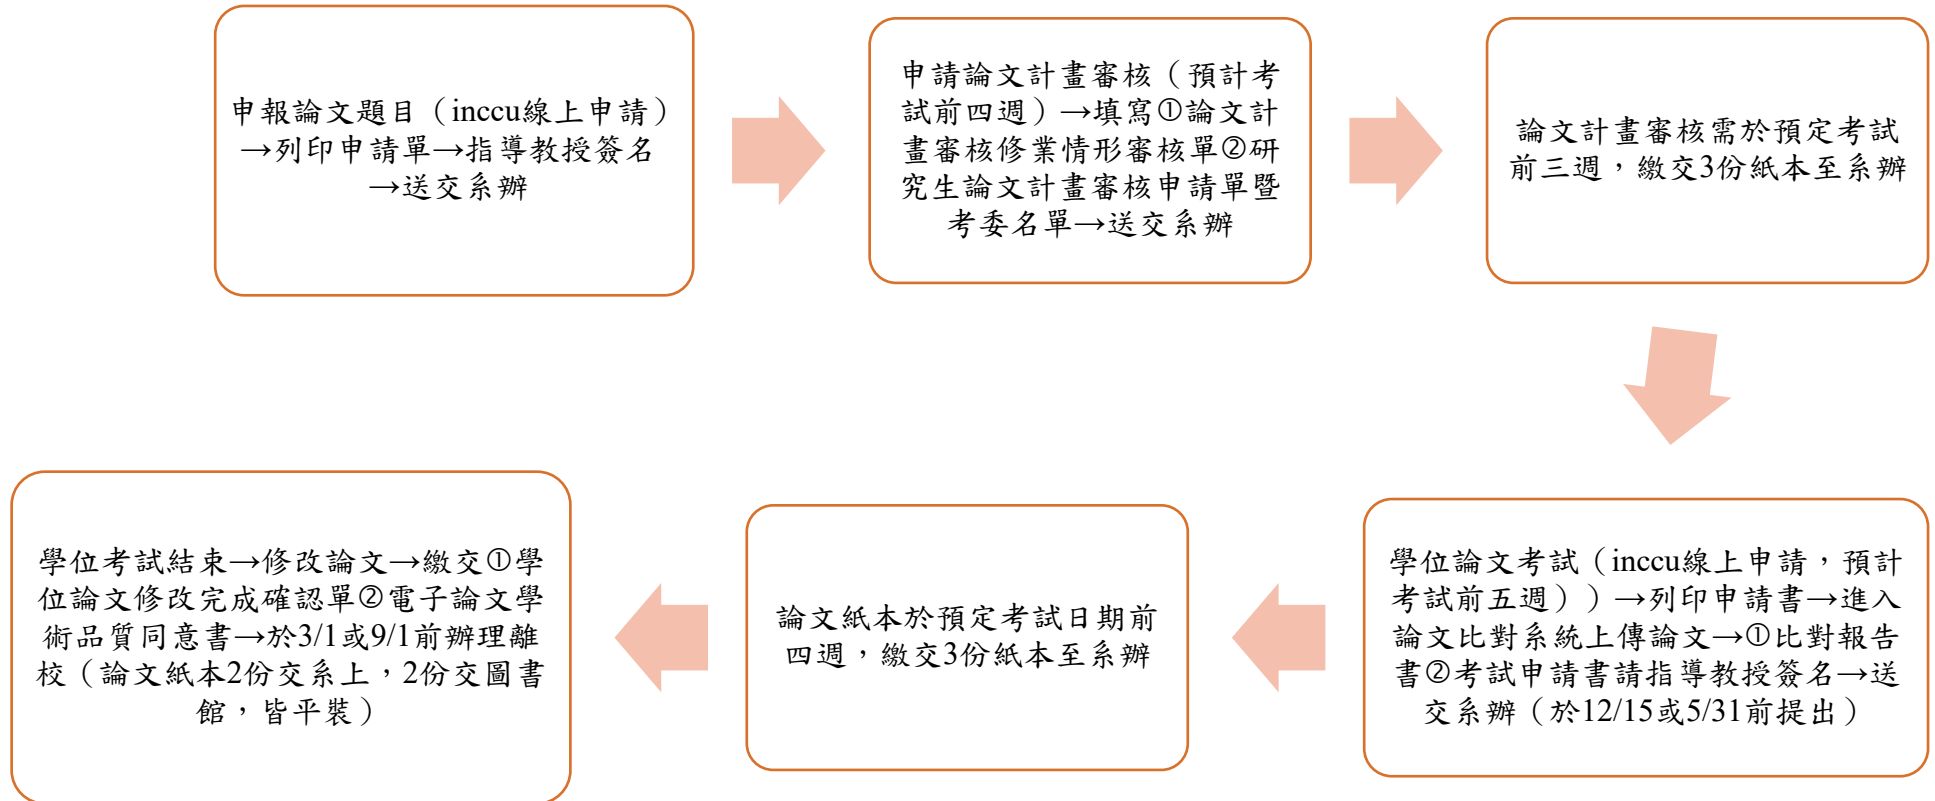 申報論文題目（inccu線上申請）
→列印申請單→指導教授簽名
→送交系辦
申請論文計畫審核（預計考
試前四週）→填寫①論文計
畫審核修業情形審核單②研
究生論文計畫審核申請單暨
考委名單→送交系辦
論文計畫審核需於預定考試
前三週，繳交3份紙本至系辦
學位論文考試（inccu線上申請，預計
考試前五週））→列印申請書→進入
論文比對系統上傳論文→①比對報告
書②考試申請書請指導教授簽名→送
交系辦（於12/15或5/31前提出）
論文紙本於預定考試日期前
四週，繳交3份紙本至系辦
學位考試結束→修改論文→繳交①學
位論文修改完成確認單②電子論文學
術品質同意書→於3/1或9/1前辦理離
校（論文紙本2份交系上，2份交圖書
館，皆平裝）